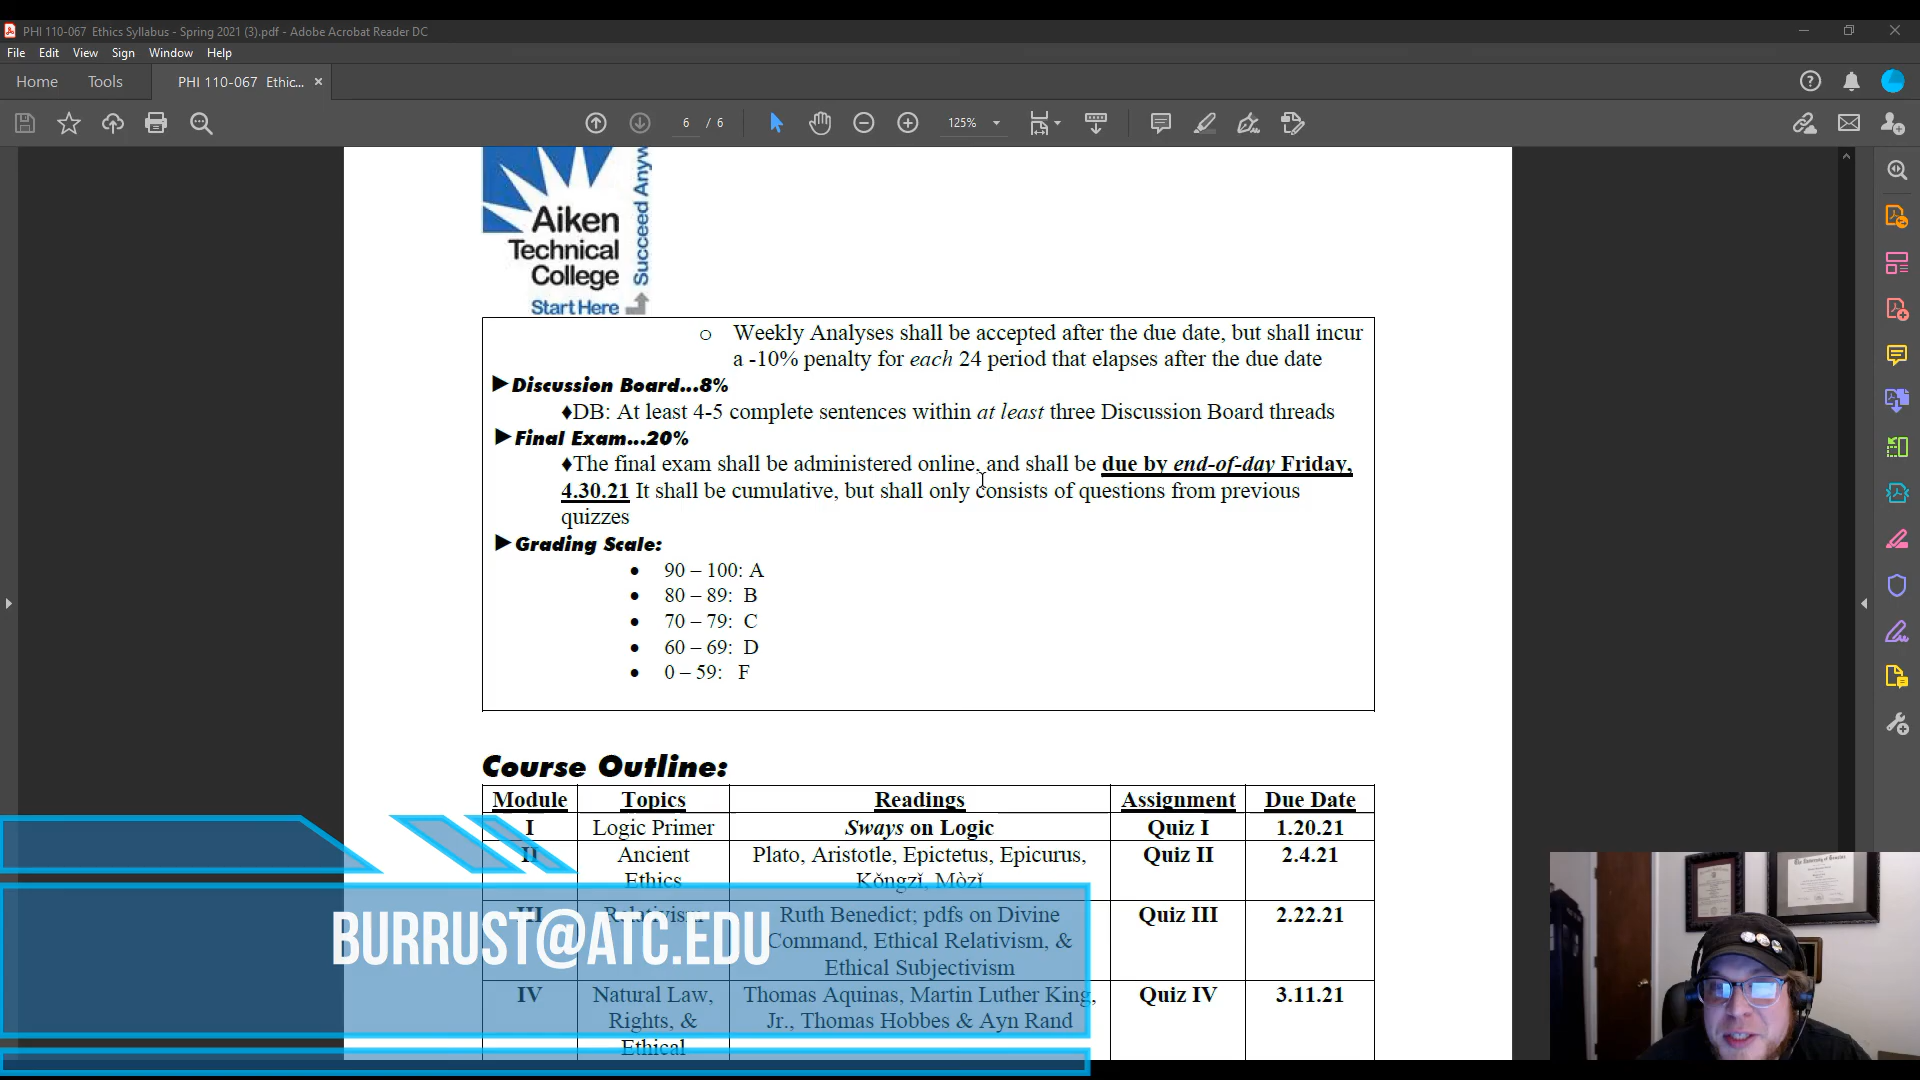 PHI 110-067 Ethics Syllabus - Spring 2021 (3).pdf - Adobe Acrobat Reader DC
File Edit View Sign Window Help
Home Tools PHI 110-067 Ethic... ×
6 / 6 125%
Aiken
Technical
College
Start Here
Succeed Anyw
o Weekly Analyses shall be accepted after the due date, but shall incur
a -10% penalty for each 24 period that elapses after the due date
►Discussion Board...8%
♦DB: At least 4-5 complete sentences within at least three Discussion Board threads
►Final Exam...20%
♦The final exam shall be administered online, and shall be due by end-of-day Friday,
4.30.21 It shall be cumulative, but shall only consists of questions from previous
quizzes
►Grading Scale:
• 90 – 100: A
• 80 – 89: B
• 70 – 79: C
• 60 – 69: D
• 0 – 59: F
Course Outline:
Module Topics Readings Assignment Due Date
I Logic Primer Sways on Logic Quiz I 1.20.21
II Ancient Plato, Aristotle, Epictetus, Epicurus, Quiz II 2.4.21
Ethics Kǒngzǐ, Mòzǐ
III Relativism Ruth Benedict; pdfs on Divine Quiz III 2.22.21
Command, Ethical Relativism, &
Ethical Subjectivism
IV Natural Law, Thomas Aquinas, Martin Luther King, Quiz IV 3.11.21
Rights, & Jr., Thomas Hobbes & Ayn Rand
Ethical
BURRUST@ATC.EDU